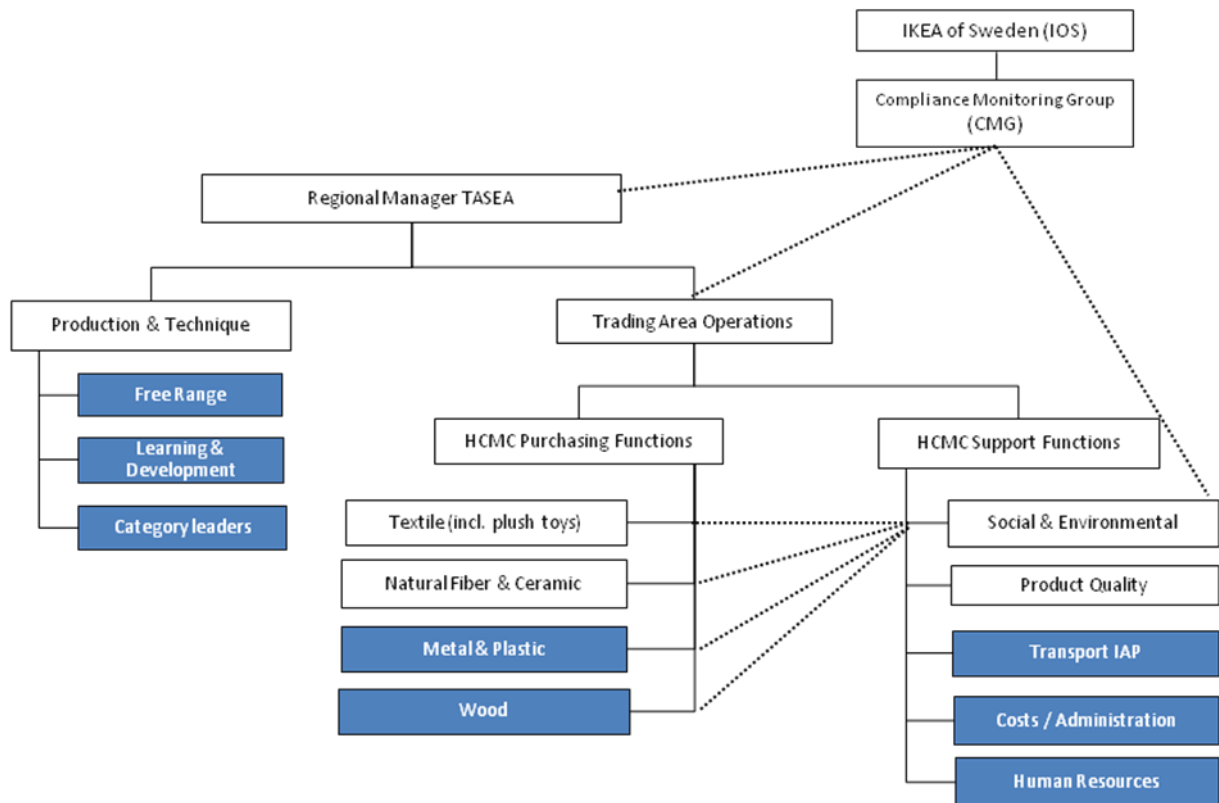 IKEA of Sweden (IOS)
Compliance Monitoring Group
(CMG)
Regional Manager TASEA
Production & Technique
Trading Area Operations
Free Range
Learning &
Development
Category leaders
HCMC Purchasing Functions
HCMC Support Functions
Textile (incl. plush toys)
Natural Fiber & Ceramic
Metal & Plastic
Wood
Social & Environmental
Product Quality
Transport IAP
Costs / Administration
Human Resources